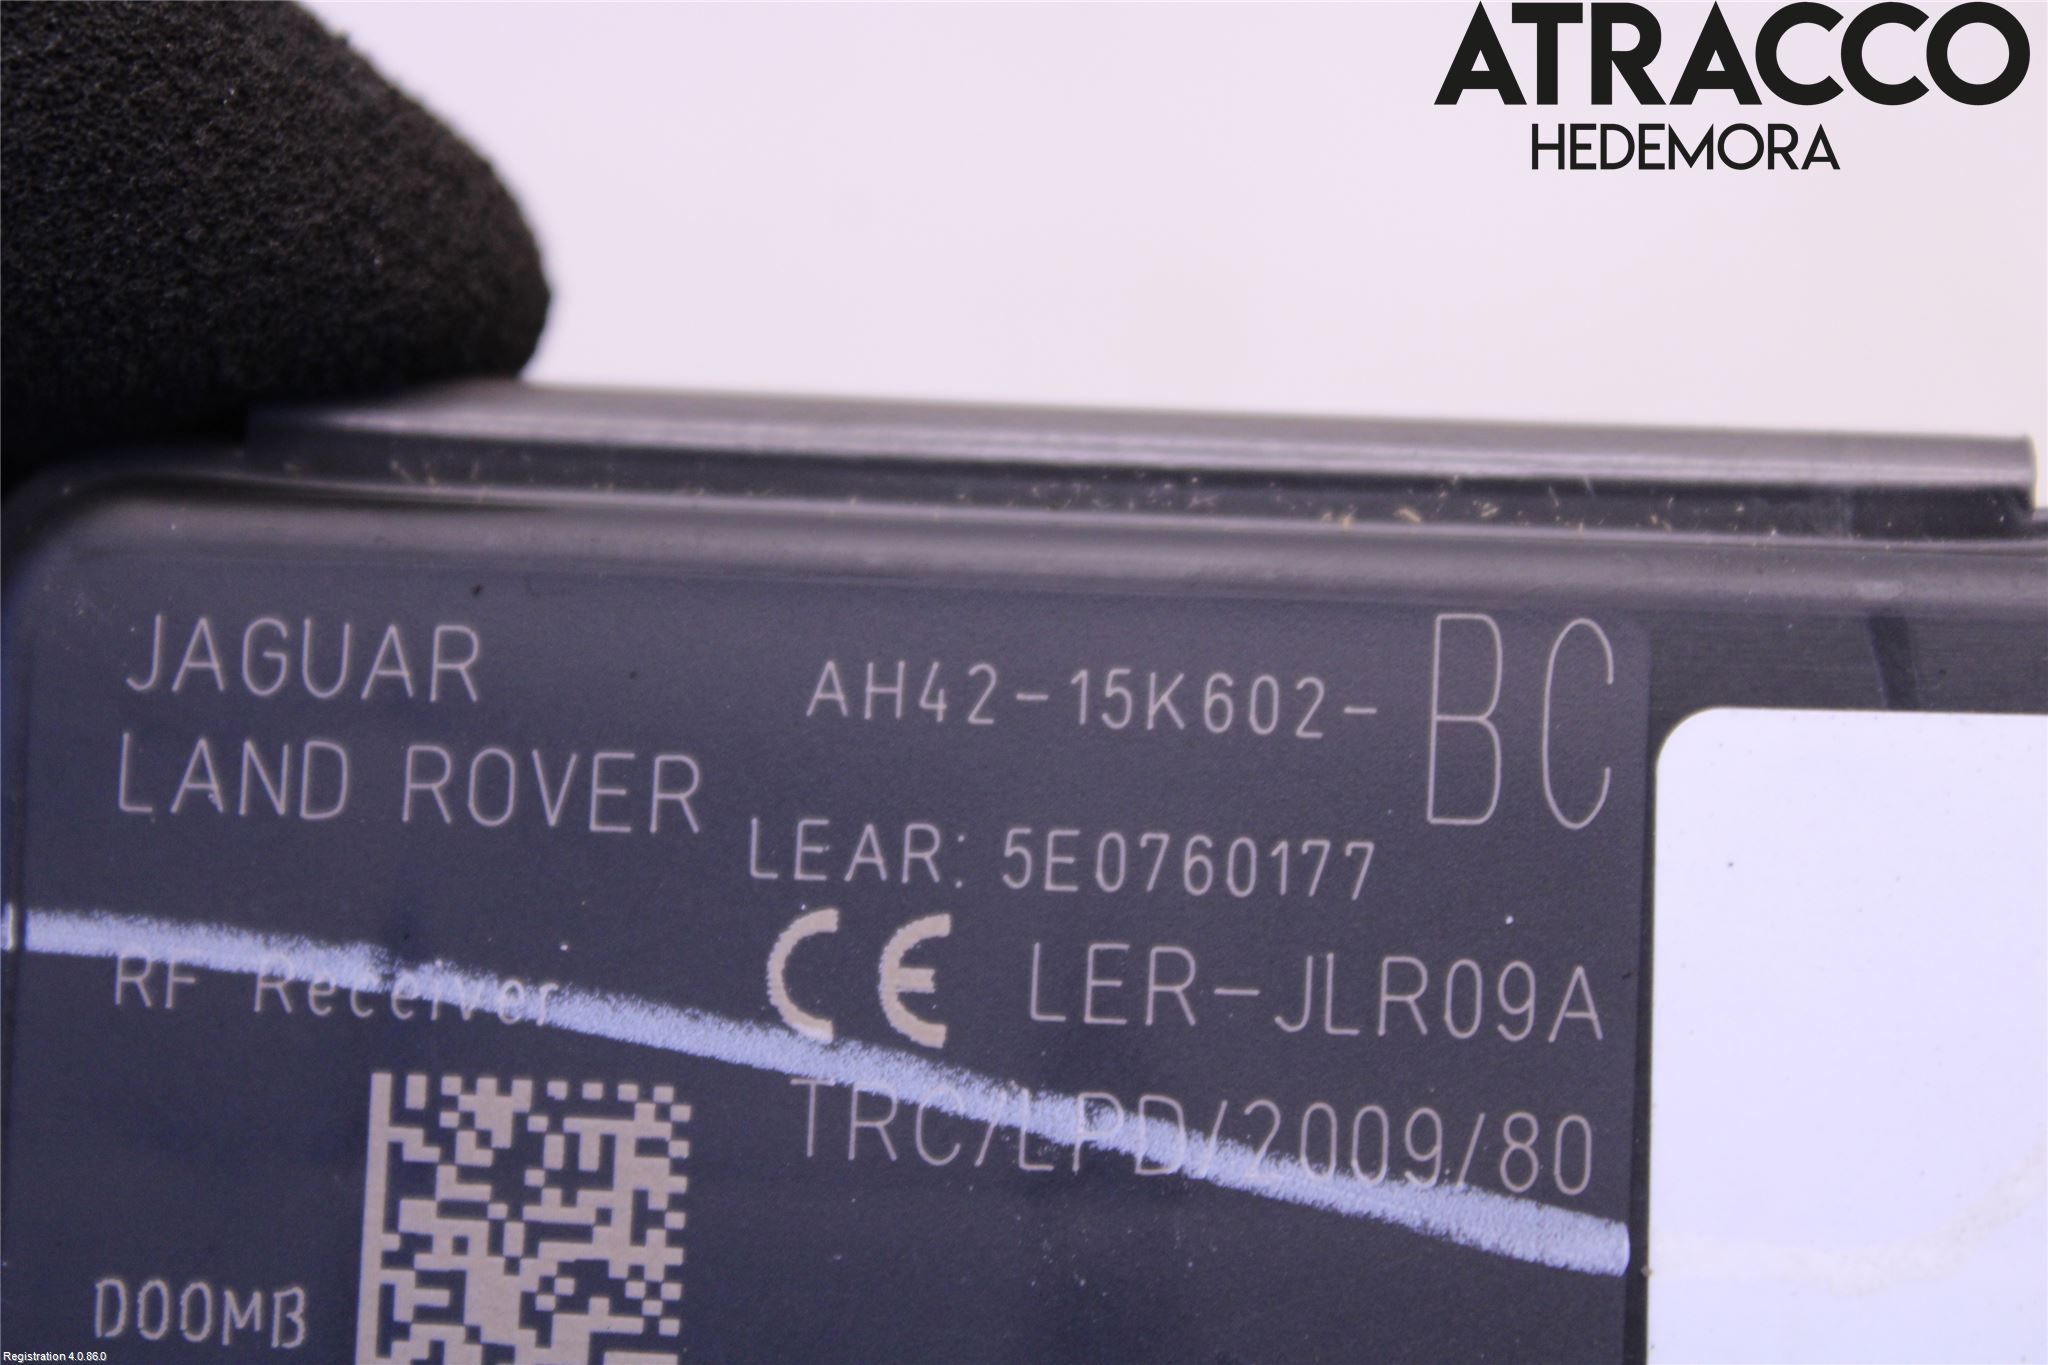 ATRACCO
HEDEMORA
JAGUAR
LAND ROVER
AH42-15K602-BC
LEAR: 5E0760177
RF Receiver
CE LER-JLR09A
TRC/LPD/2009/80
D00MB
Registration 4.0.86.0